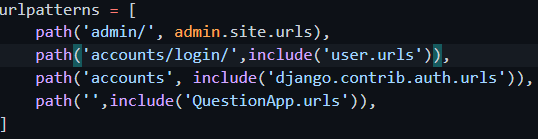 urlpatterns = [
path('admin/', admin.site.urls),
path('accounts/login/',include('user.urls')),
path('accounts', include('django.contrib.auth.urls')),
path('',include('QuestionApp.urls')),
]